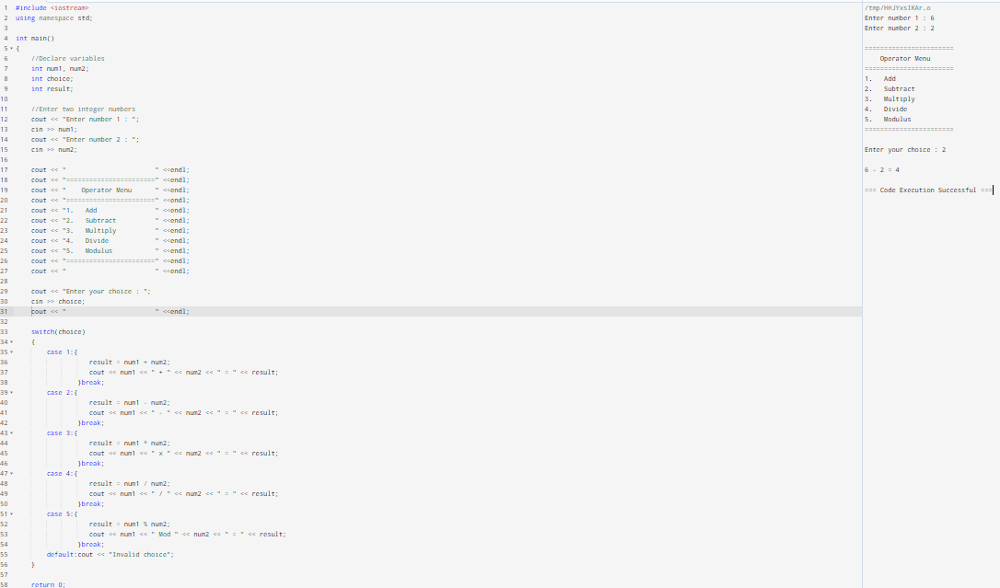 1 #include <iostream>
2 using namespace std;
3
4 int main()
5 {
6     //Declare variables
7     int num1, num2;
8     int choice;
9     int result;
10
11     //Enter two integer numbers
12     cout << "Enter number 1 : ";
13     cin >> num1;
14     cout << "Enter number 2 : ";
15     cin >> num2;
16
17     cout << "                       " <<endl;
18     cout << "=======================" <<endl;
19     cout << "    Operator Menu      " <<endl;
20     cout << "=======================" <<endl;
21     cout << "1.   Add               " <<endl;
22     cout << "2.   Subtract          " <<endl;
23     cout << "3.   Multiply          " <<endl;
24     cout << "4.   Divide            " <<endl;
25     cout << "5.   Modulus           " <<endl;
26     cout << "=======================" <<endl;
27     cout << "                       " <<endl;
28
29     cout << "Enter your choice : ";
30     cin >> choice;
31     cout << "                       " <<endl;
32
33     switch(choice)
34     {
35         case 1:{
36                    result = num1 + num2;
37                    cout << num1 << " + " << num2 << " = " << result;
38                 }break;
39         case 2:{
40                    result = num1 - num2;
41                    cout << num1 << " - " << num2 << " = " << result;
42                 }break;
43         case 3:{
44                    result = num1 * num2;
45                    cout << num1 << " x " << num2 << " = " << result;
46                 }break;
47         case 4:{
48                    result = num1 / num2;
49                    cout << num1 << " / " << num2 << " = " << result;
50                 }break;
51         case 5:{
52                    result = num1 % num2;
53                    cout << num1 << " Mod " << num2 << " = " << result;
54                 }break;
55         default:cout << "Invalid choice";
56     }
57
58     return 0;
/tmp/HHJYxsIKAr.o
Enter number 1 : 6
Enter number 2 : 2

=======================
    Operator Menu
=======================
1.   Add
2.   Subtract
3.   Multiply
4.   Divide
5.   Modulus
=======================

Enter your choice : 2

6 - 2 = 4

=== Code Execution Successful ===